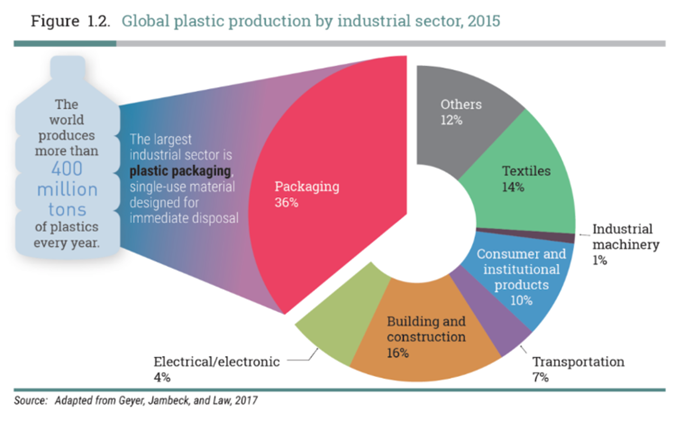 Figure 1.2. Global plastic production by industrial sector, 2015
The
world
produces
more than
400
million
tons
of plastics
every year.
The largest
industrial sector is
plastic packaging,
single-use material
designed for
immediate disposal
Packaging
36%
Others
12%
Textiles
14%
Industrial
machinery
1%
Consumer and
institutional
products
10%
Transportation
7%
Building and
construction
16%
Electrical/electronic
4%
Source: Adapted from Geyer, Jambeck, and Law, 2017